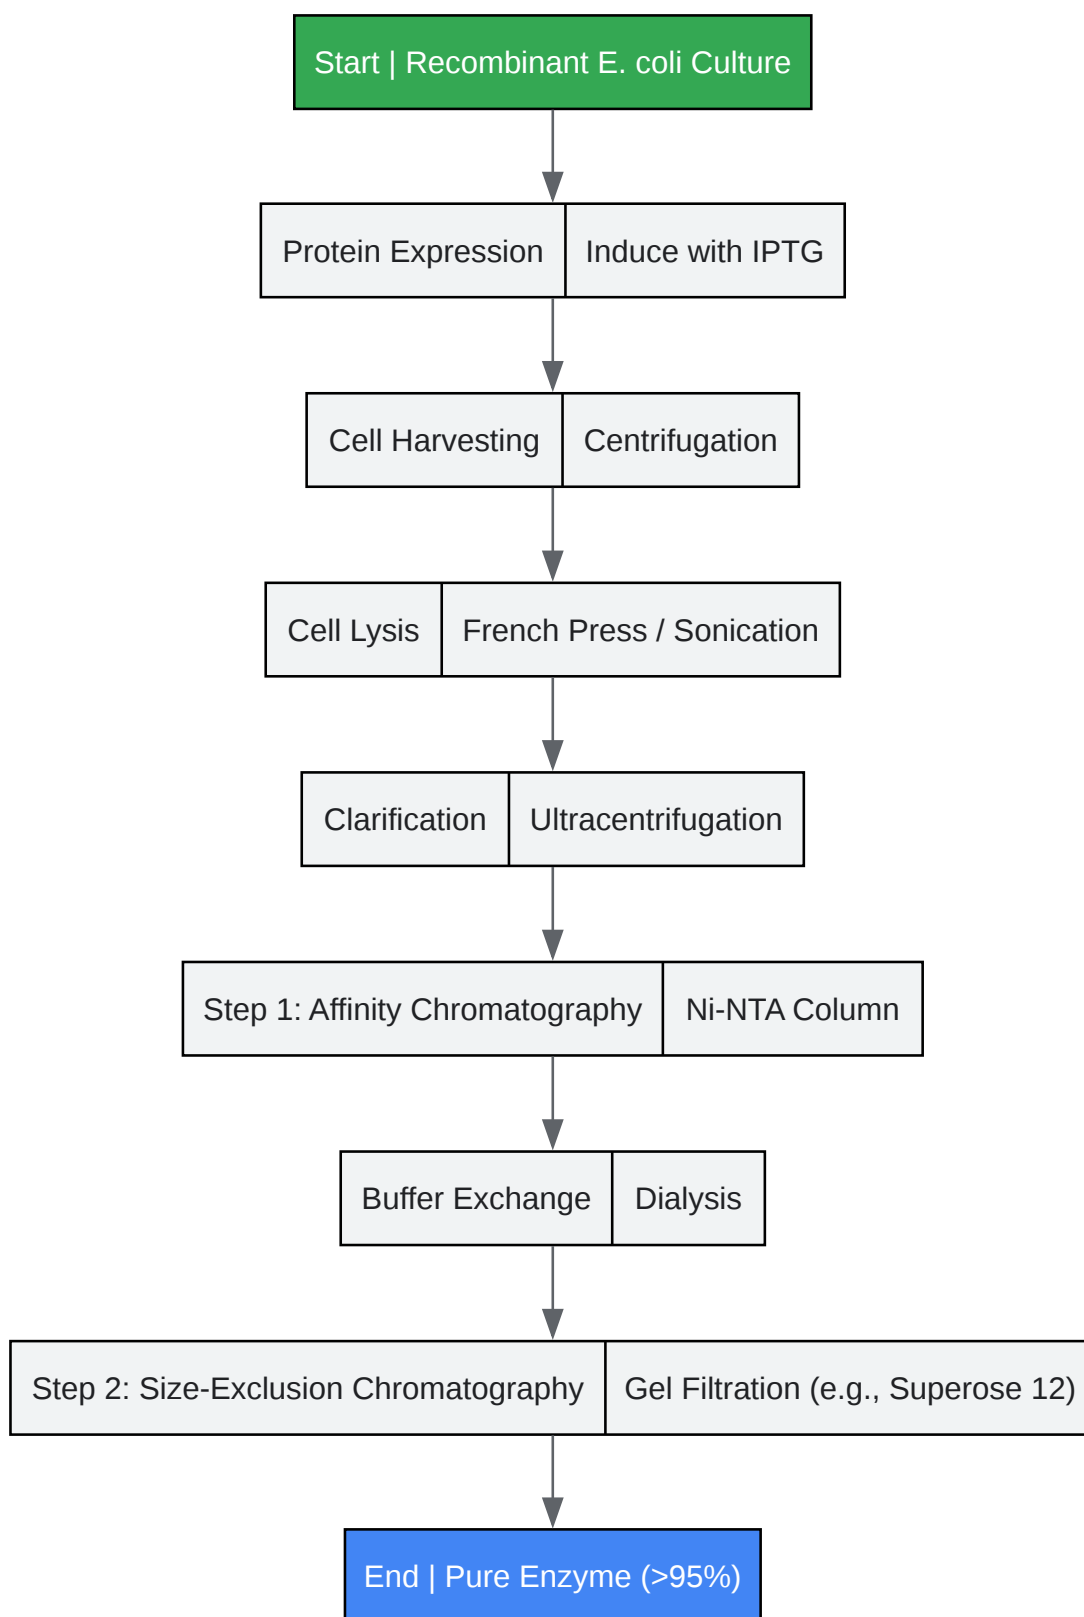 Start | Recombinant E. coli Culture
Protein Expression
Induce with IPTG
Cell Harvesting
Centrifugation
Cell Lysis
French Press / Sonication
Clarification
Ultracentrifugation
Step 1: Affinity Chromatography
Ni-NTA Column
Buffer Exchange
Dialysis
Step 2: Size-Exclusion Chromatography
Gel Filtration (e.g., Superose 12)
End | Pure Enzyme (>95%)